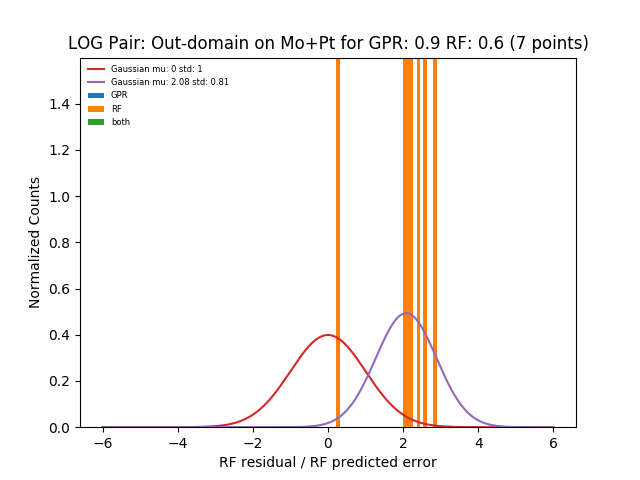 LOG Pair: Out-domain on Mo+Pt for GPR: 0.9 RF: 0.6 (7 points)
Gaussian mu: 0 std: 1
Gaussian mu: 2.08 std: 0.81
GPR
RF
both
1.4
1.2
1.0
0.8
0.6
0.4
0.2
0.0
Normalized Counts
−6 −4 −2 0 2 4 6
RF residual / RF predicted error